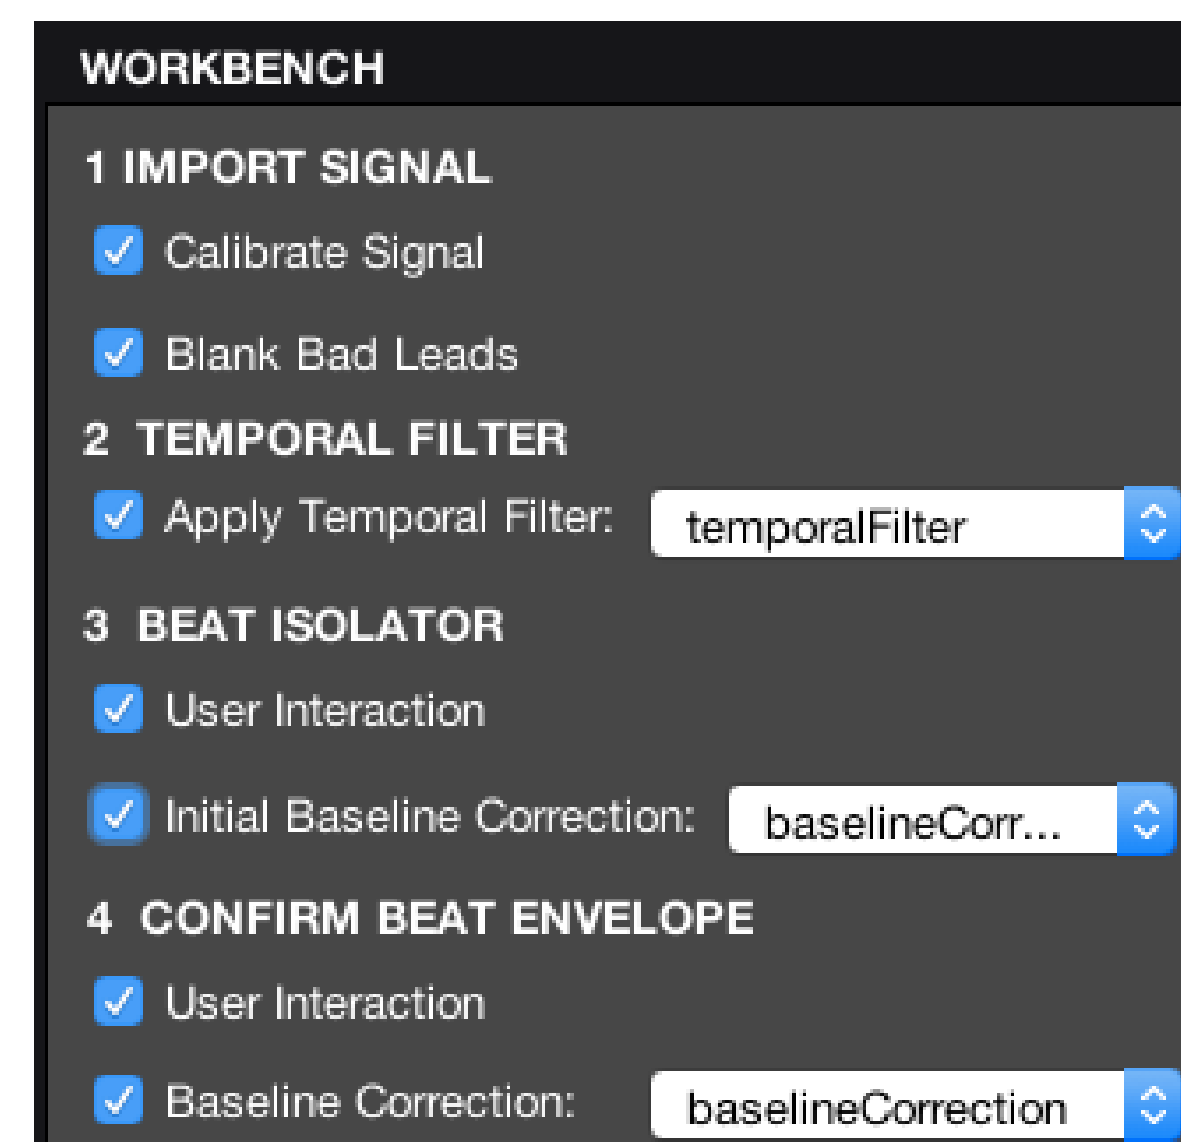 WORKBENCH
1 IMPORT SIGNAL
Calibrate Signal
Blank Bad Leads
2 TEMPORAL FILTER
Apply Temporal Filter: temporalFilter
3 BEAT ISOLATOR
User Interaction
Initial Baseline Correction: baselineCorr...
4 CONFIRM BEAT ENVELOPE
User Interaction
Baseline Correction: baselineCorrection